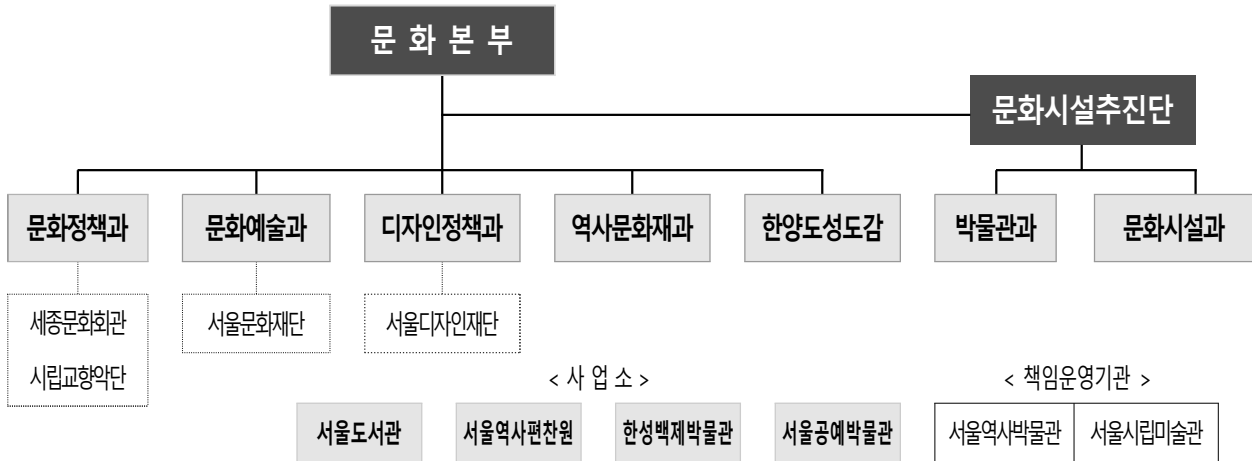 문 화 본 부
문화시설추진단
문화정책과
문화예술과
디자인정책과
역사문화재과
한양도성도감
박물관과
문화시설과
세종문화회관
시립교향악단
서울문화재단
서울디자인재단
< 사 업 소 >
< 책임운영기관 >
서울도서관
서울역사편찬원
한성백제박물관
서울공예박물관
서울역사박물관
서울시립미술관